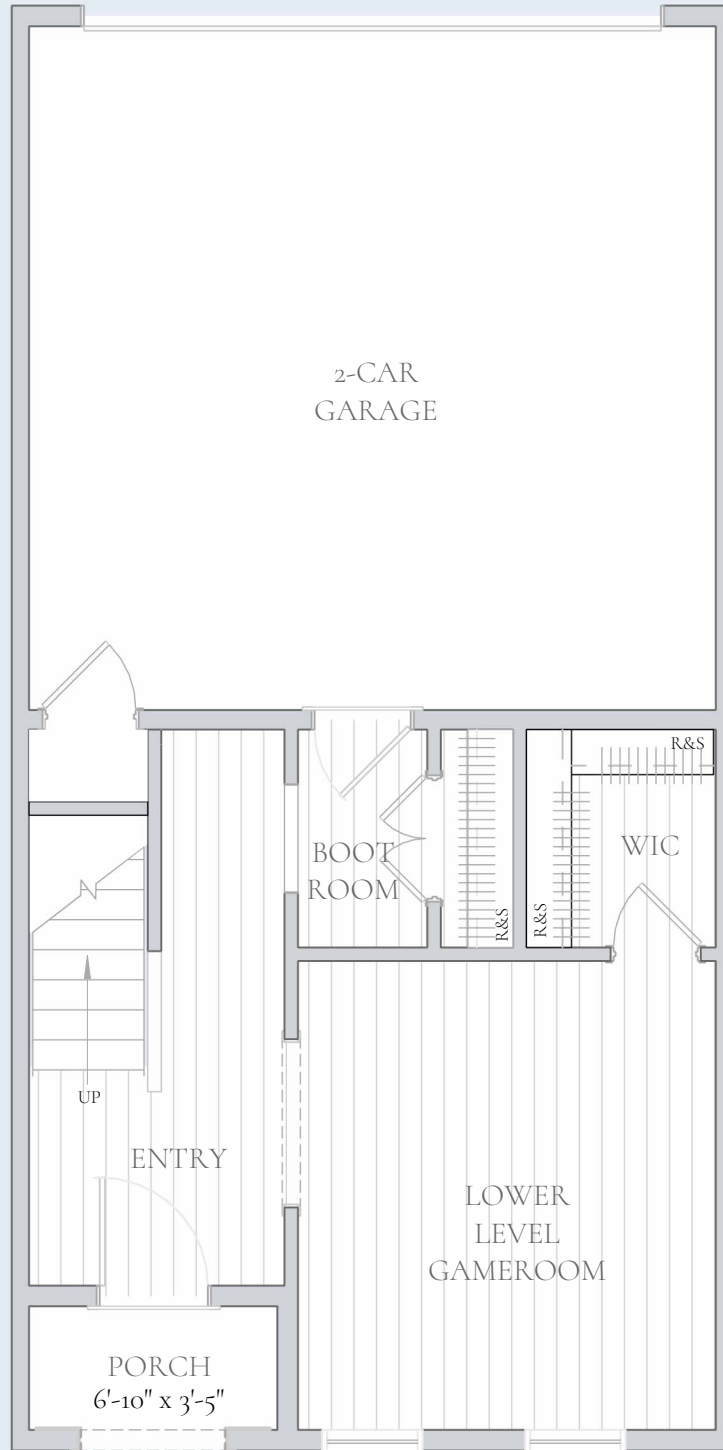 2-CAR
GARAGE
R&S
BOOT
ROOM
WIC
R&S
R&S
UP
ENTRY
LOWER
LEVEL
GAMEROOM
PORCH
6'-10" x 3'-5"